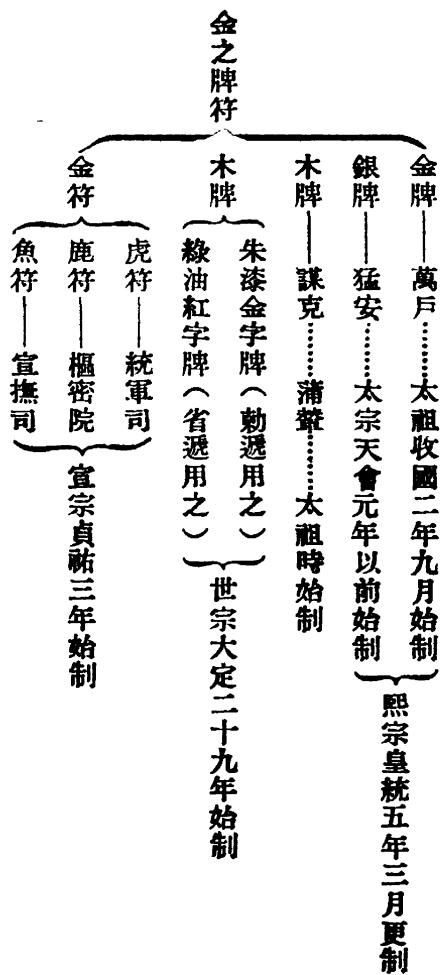 金之牌符
金牌——萬戶………太祖收國二年九月始制
銀牌——猛安………太宗天會元年以前始制
熙宗皇統五年三月更制
木牌——謀克………蒲輦………太祖時始制
木牌
朱漆金字牌(勅遞用之)
綠油紅字牌(省遞用之)
世宗大定二十九年始制
金符
虎符——統軍司
鹿符——樞密院
魚符——宣撫司
宣宗貞祐三年始制